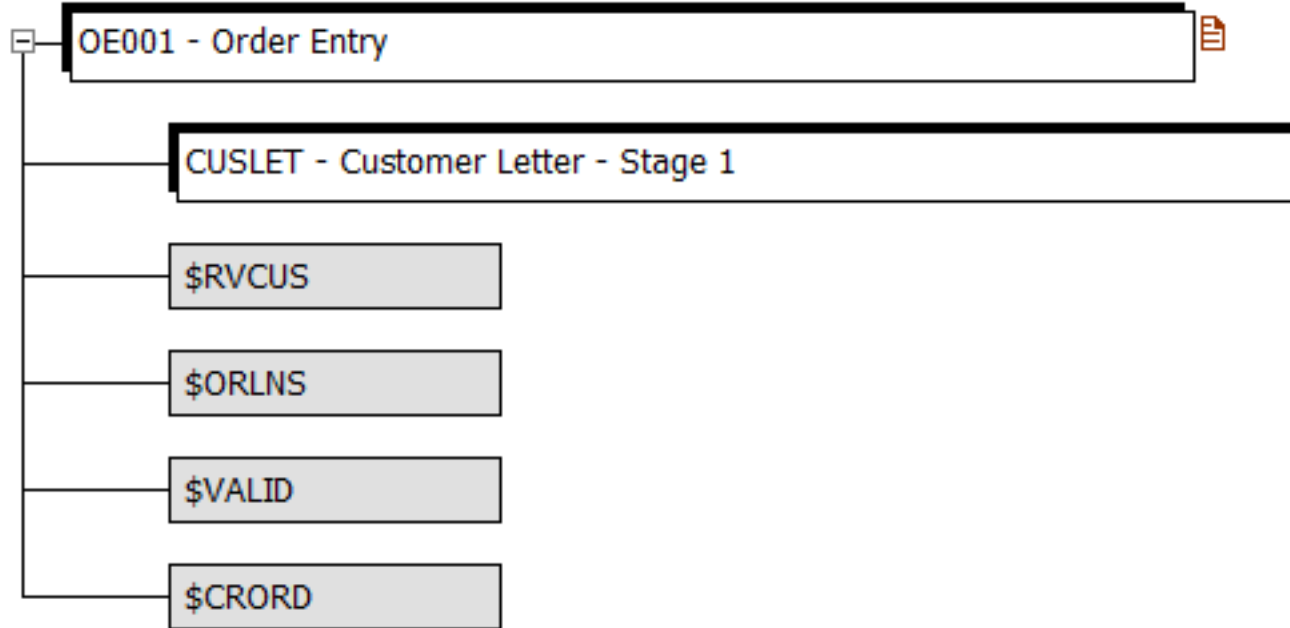 OE001 - Order Entry
CUSLET - Customer Letter - Stage 1
$RVCUS
$ORLNS
$VALID
$CRORD